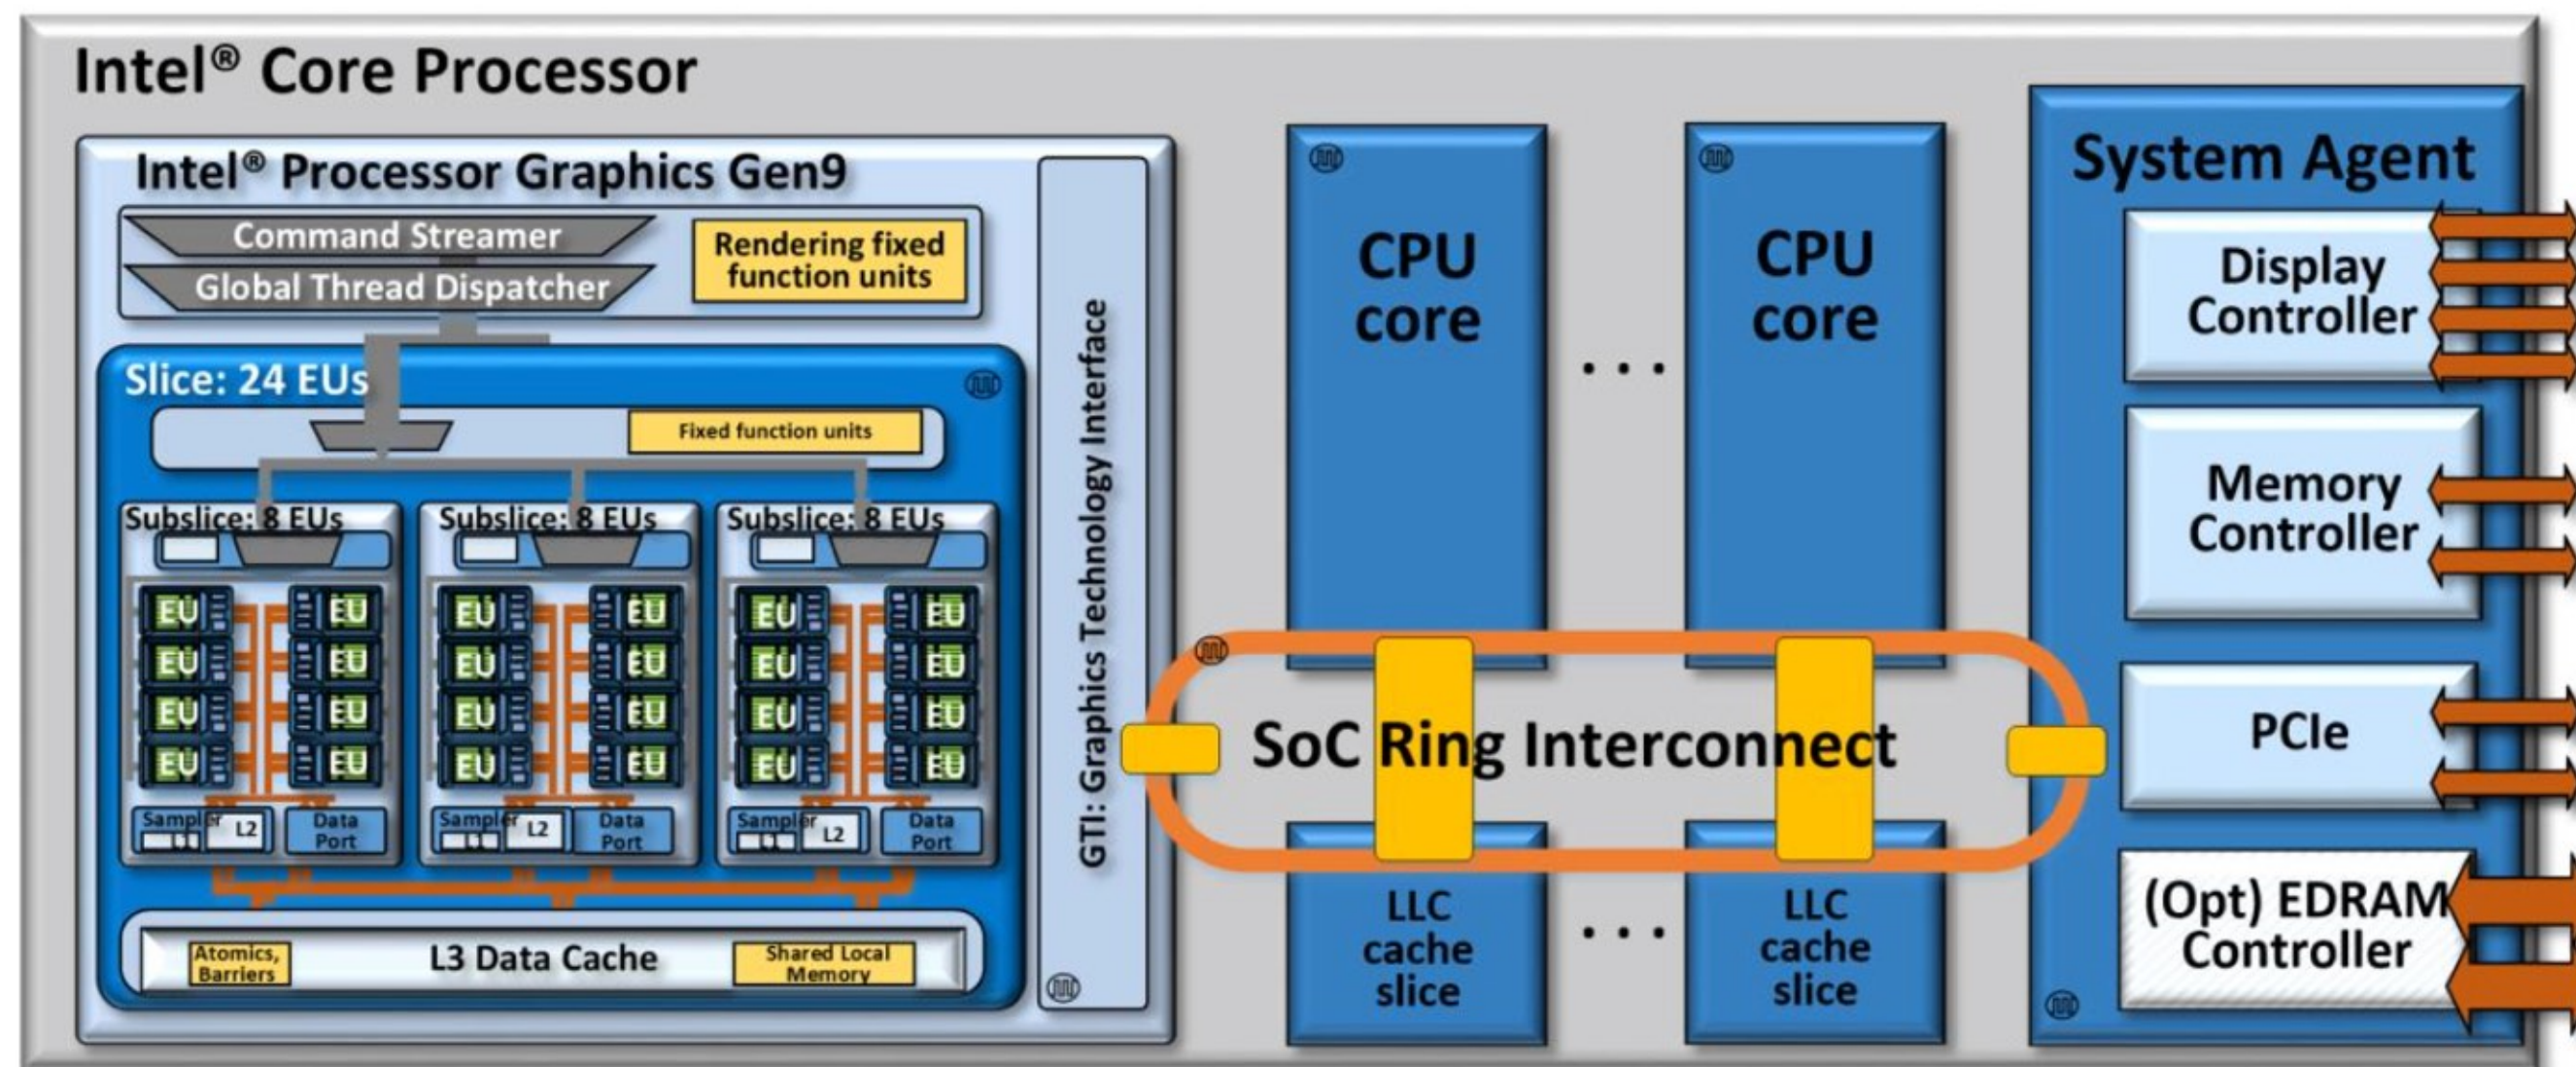 Intel® Core Processor
Intel® Processor Graphics Gen9
Command Streamer
Global Thread Dispatcher
Rendering fixed
function units
Slice: 24 EUs
Fixed function units
Subslice: 8 EUs
Subslice: 8 EUs
Subslice: 8 EUs
EU EU EU EU EU EU
EU EU EU EU EU EU
EU EU EU EU EU EU
EU EU EU EU EU EU
Sampler
L1
L2
Data
Port
Sampler
L1
L2
Data
Port
Sampler
L1
L2
Data
Port
Atomics,
Barriers
L3 Data Cache
Shared Local
Memory
GTI: Graphics Technology Interface
CPU
core
...
CPU
core
SoC Ring Interconnect
LLC
cache
slice
...
LLC
cache
slice
System Agent
Display
Controller
Memory
Controller
PCIe
(Opt) EDRAM
Controller